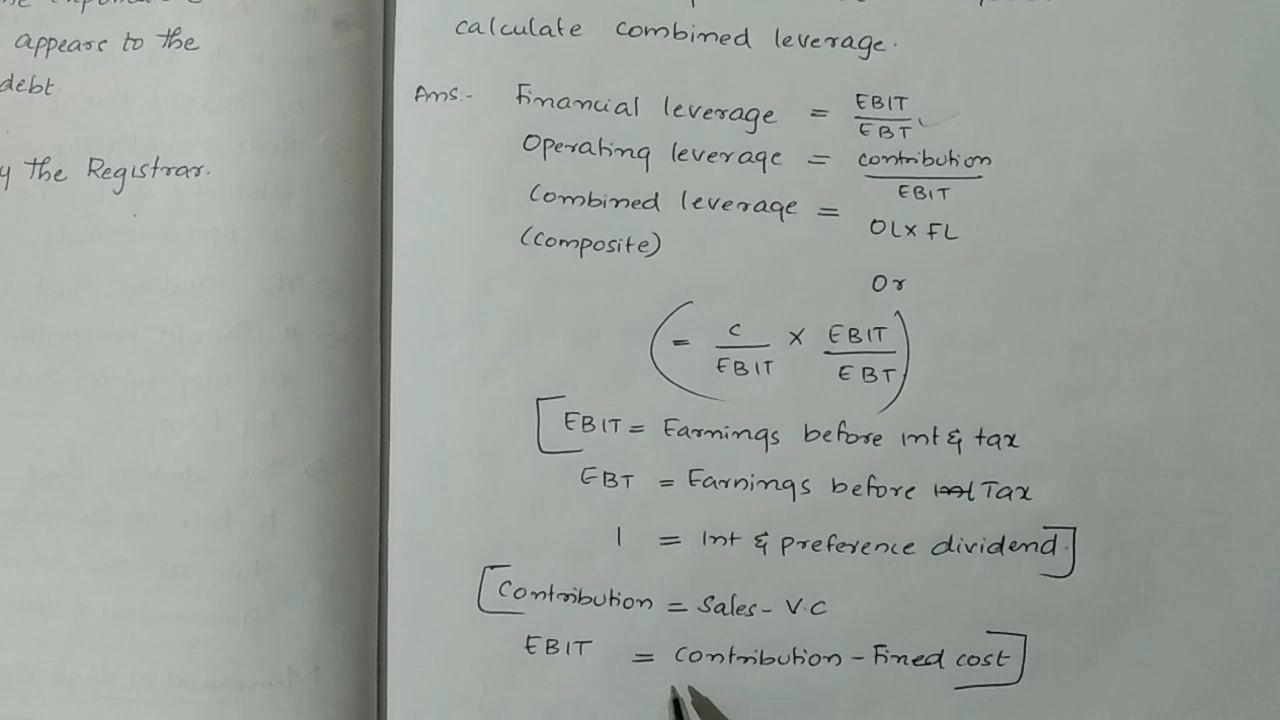 appears to the
debt.
y the Registrar.
calculate combined leverage.
Ans:- Financial leverage = EBIT / EBT
Operating leverage = contribution / EBIT
Combined leverage = OL x FL
(Composite)
Or
( = C / EBIT x EBIT / EBT )
[EBIT = Earnings before int & tax
EBT = Earnings before Tax
I = Int & preference dividend.]
[Contribution = Sales - V.C
EBIT = Contribution - Fixed cost]